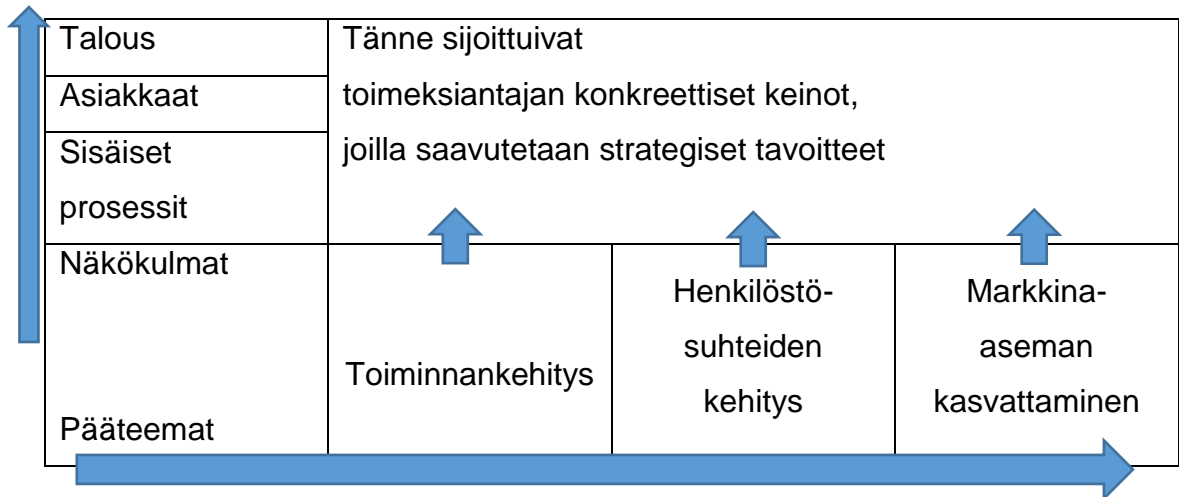 Talous
Tänne sijoittuivat
Asiakkaat
toimeksiantajan konkreettiset keinot,
Sisäiset
joilla saavutetaan strategiset tavoitteet
prosessit
Näkökulmat
Pääteemat
Toiminnankehitys
Henkilöstö-
suhteiden
kehitys
Markkina-
aseman
kasvattaminen